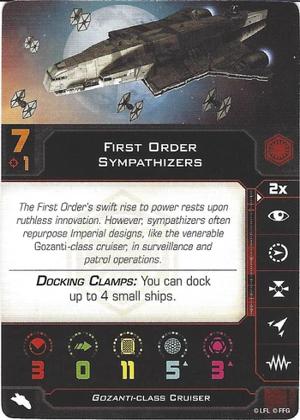 7
1
First Order
Sympathizers
2x
The First Order's swift rise to power rests upon
ruthless innovation. However, sympathizers often
repurpose Imperial designs, like the venerable
Gozanti-class cruiser, in surveillance and
patrol operations.
Docking Clamps: You can dock
up to 4 small ships.
3 0 11 5 3
Gozanti-class Cruiser
© LFL © FFG